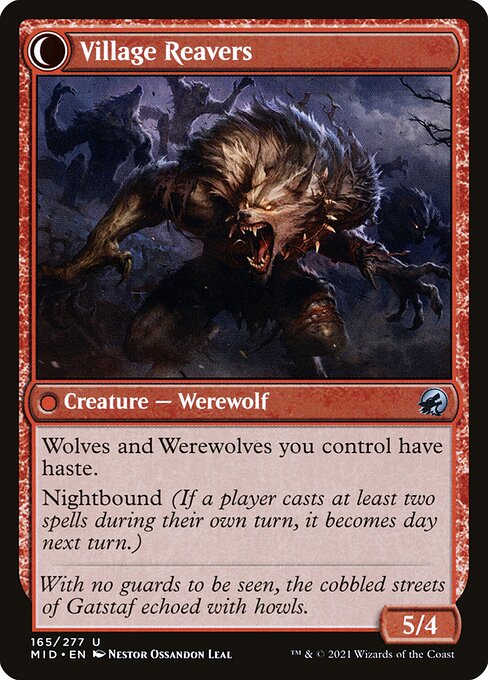 Village Reavers
Creature — Werewolf
Wolves and Werewolves you control have
haste.
Nightbound (If a player casts at least two
spells during their own turn, it becomes day
next turn.)
With no guards to be seen, the cobbled streets
of Gatstaf echoed with howls.
5/4
165/277 U
MID • EN Nestor Ossandon Leal
™ & © 2021 Wizards of the Coast